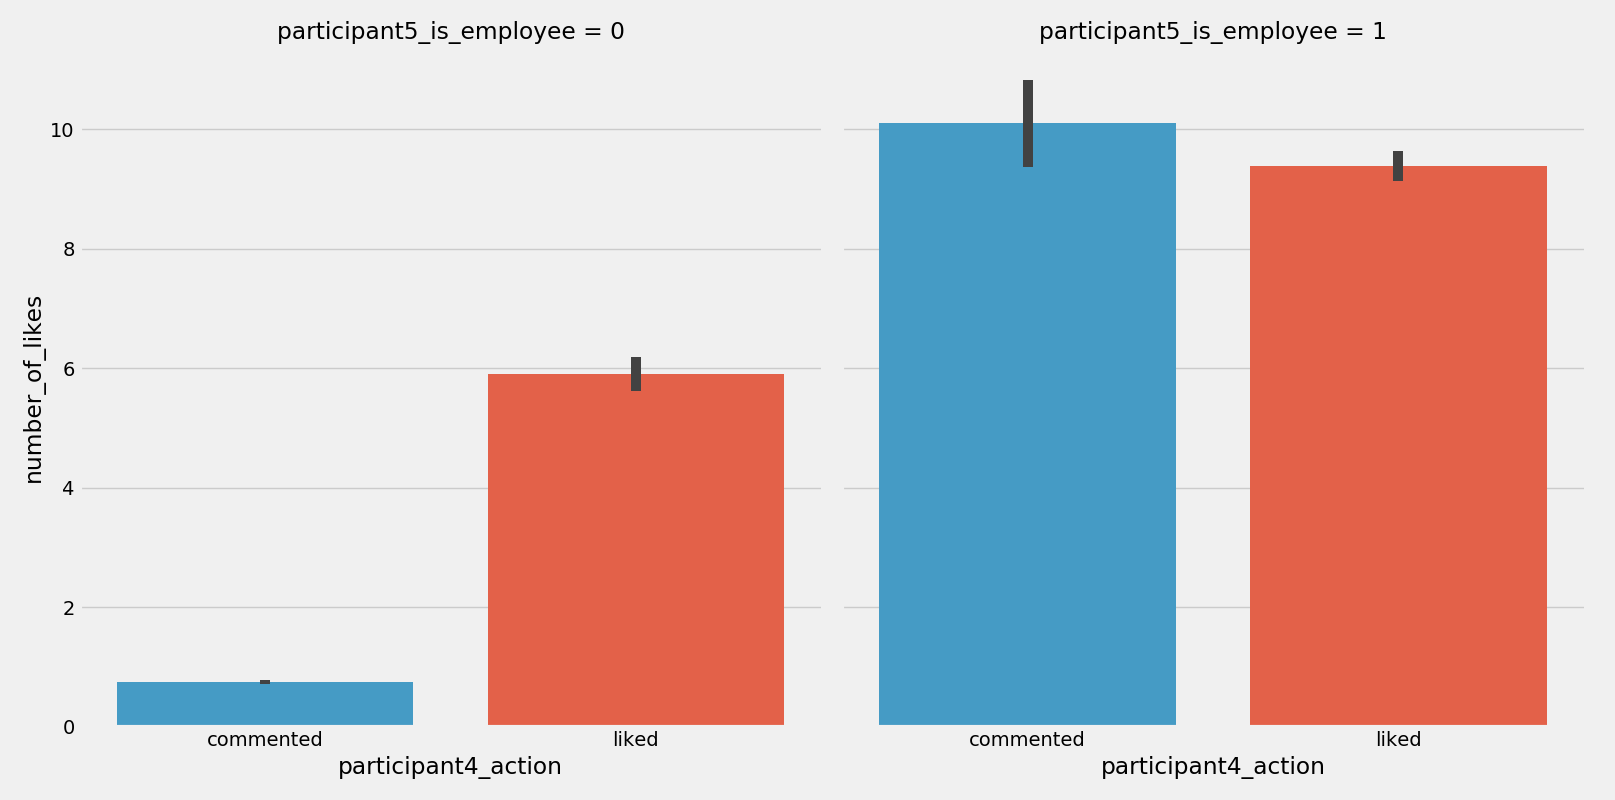 participant5_is_employee = 0
participant5_is_employee = 1
number_of_likes
10
8
6
4
2
0
commented
liked
commented
liked
participant4_action
participant4_action